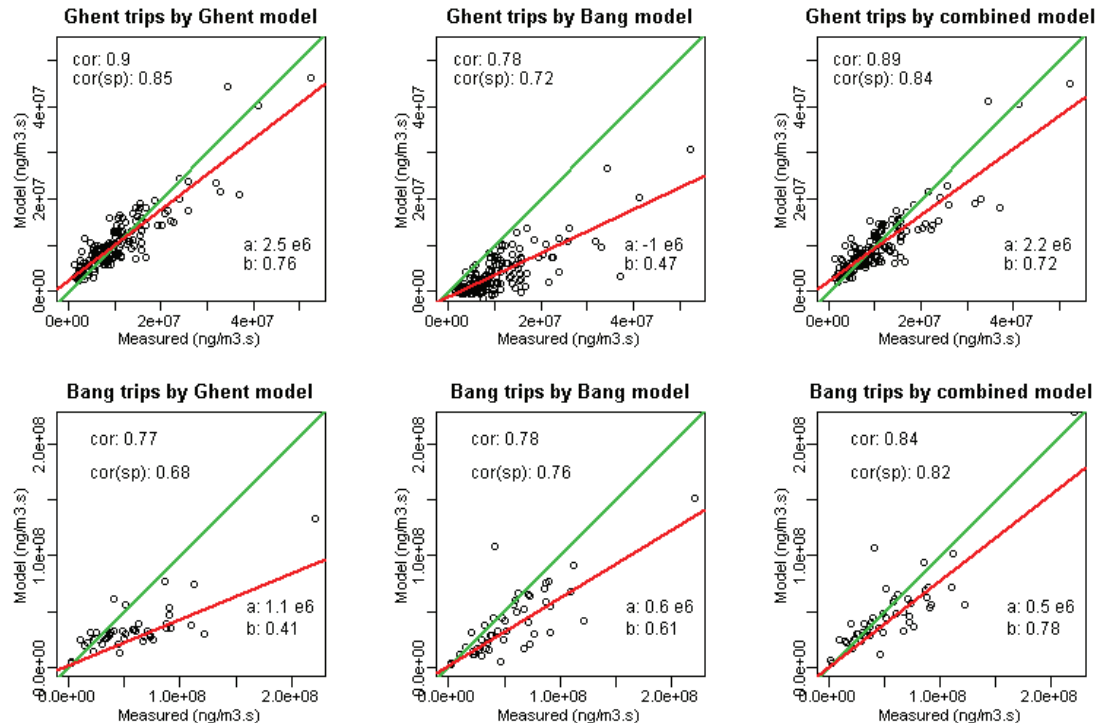 Ghent trips by Ghent model
cor: 0.9
cor(sp): 0.85
a: 2.5 e6
b: 0.76
Model (ng/m3.s)
0e+00 2e+07 4e+07
0e+00 2e+07 4e+07
Measured (ng/m3.s)
Ghent trips by Bang model
cor: 0.78
cor(sp): 0.72
a: -1 e6
b: 0.47
Model (ng/m3.s)
0e+00 2e+07 4e+07
0e+00 2e+07 4e+07
Measured (ng/m3.s)
Ghent trips by combined model
cor: 0.89
cor(sp): 0.84
a: 2.2 e6
b: 0.72
Model (ng/m3.s)
0e+00 2e+07 4e+07
0e+00 2e+07 4e+07
Measured (ng/m3.s)
Bang trips by Ghent model
cor: 0.77
cor(sp): 0.68
a: 1.1 e6
b: 0.41
Model (ng/m3.s)
0.0e+00 1.0e+08 2.0e+08
0.0e+00 1.0e+08 2.0e+08
Measured (ng/m3.s)
Bang trips by Bang model
cor: 0.78
cor(sp): 0.76
a: 0.6 e6
b: 0.61
Model (ng/m3.s)
0.0e+00 1.0e+08 2.0e+08
0.0e+00 1.0e+08 2.0e+08
Measured (ng/m3.s)
Bang trips by combined model
cor: 0.84
cor(sp): 0.82
a: 0.5 e6
b: 0.78
Model (ng/m3.s)
0.0e+00 1.0e+08 2.0e+08
0.0e+00 1.0e+08 2.0e+08
Measured (ng/m3.s)